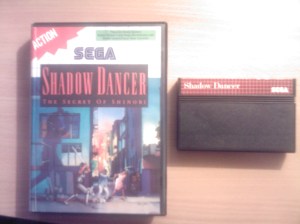 ACTION
SEGA
SHADOW DANCER
THE SECRET OF SHINOBI
Shadow Dancer
SEGA